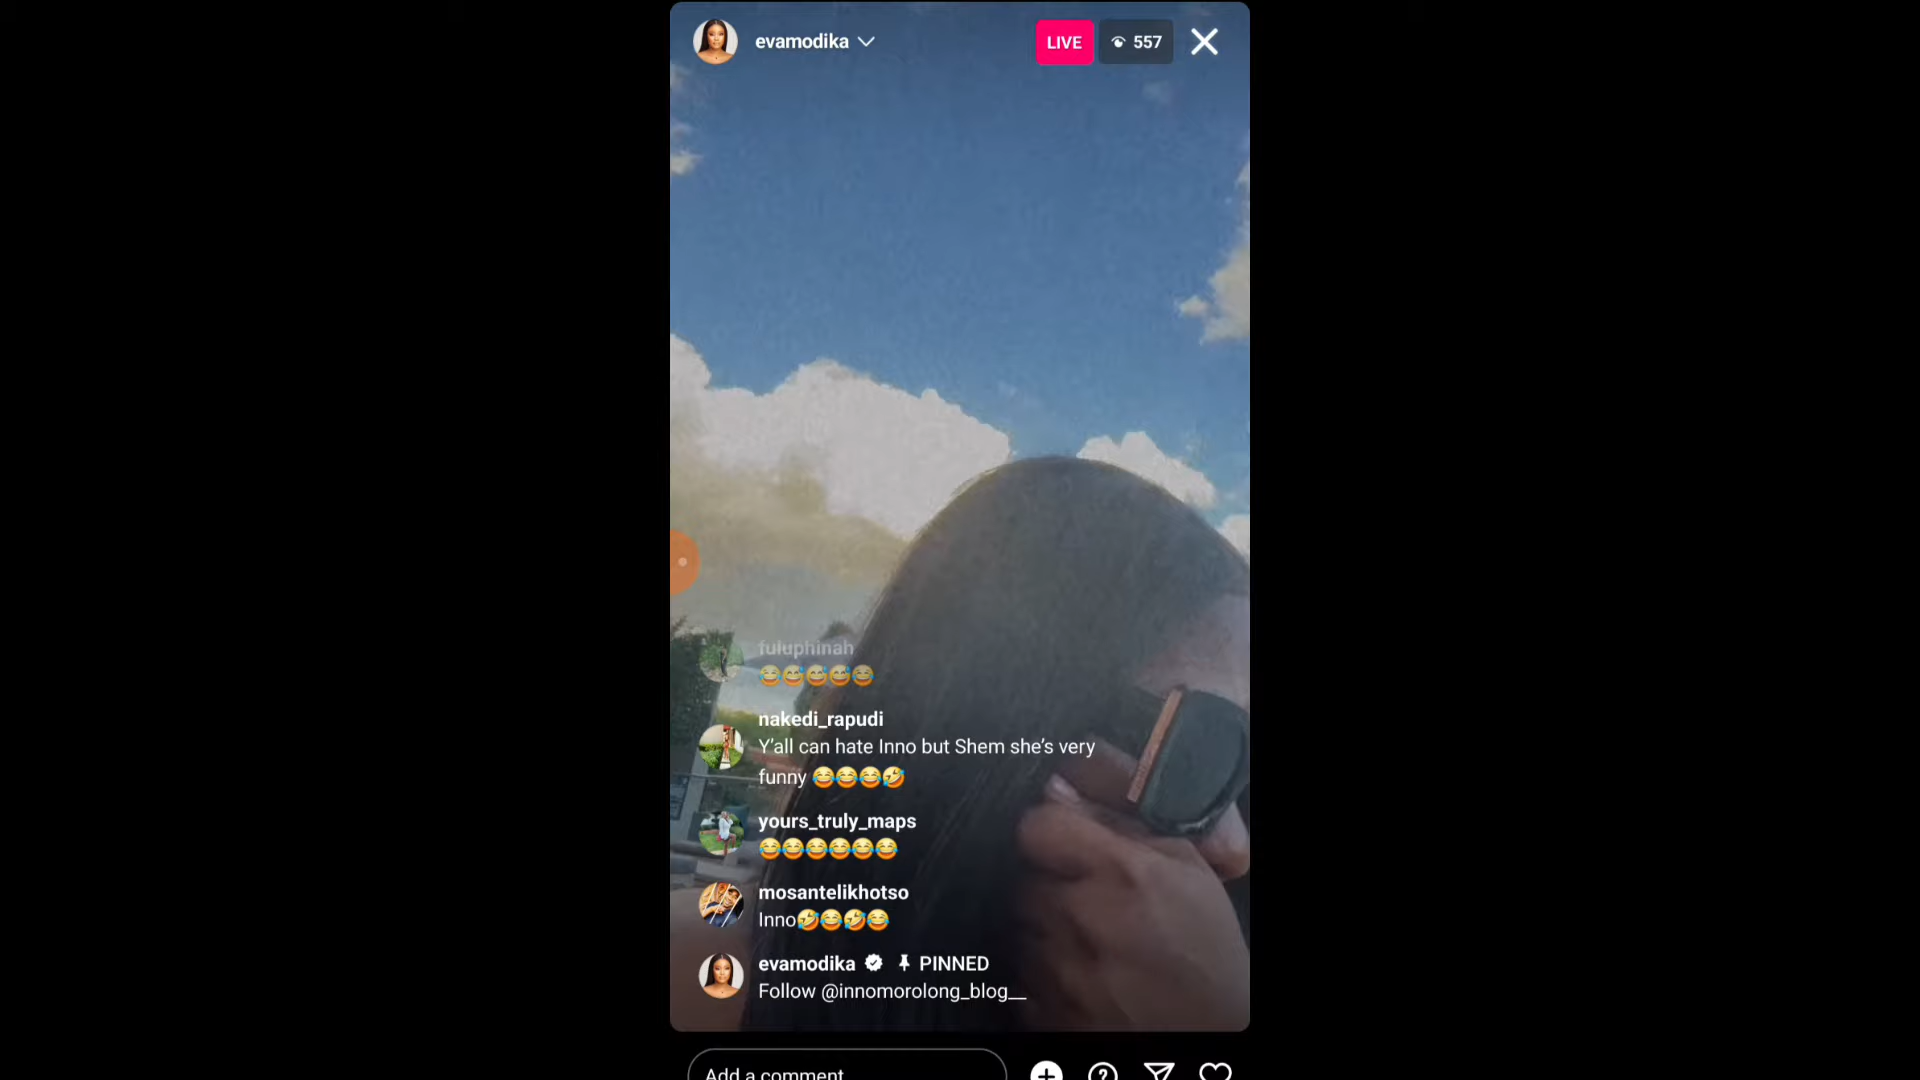 evamodika
LIVE
557
fuluphinah
😂😅😅😅😂
nakedi_rapudi
Y'all can hate Inno but Shem she's very
funny 😂😂😂🤣
yours_truly_maps
😂😂😂😂😂😂
mosantelikhotso
Inno🤣😂🤣😂
evamodika PINNED
Follow @innomorolong_blog__
Add a comment